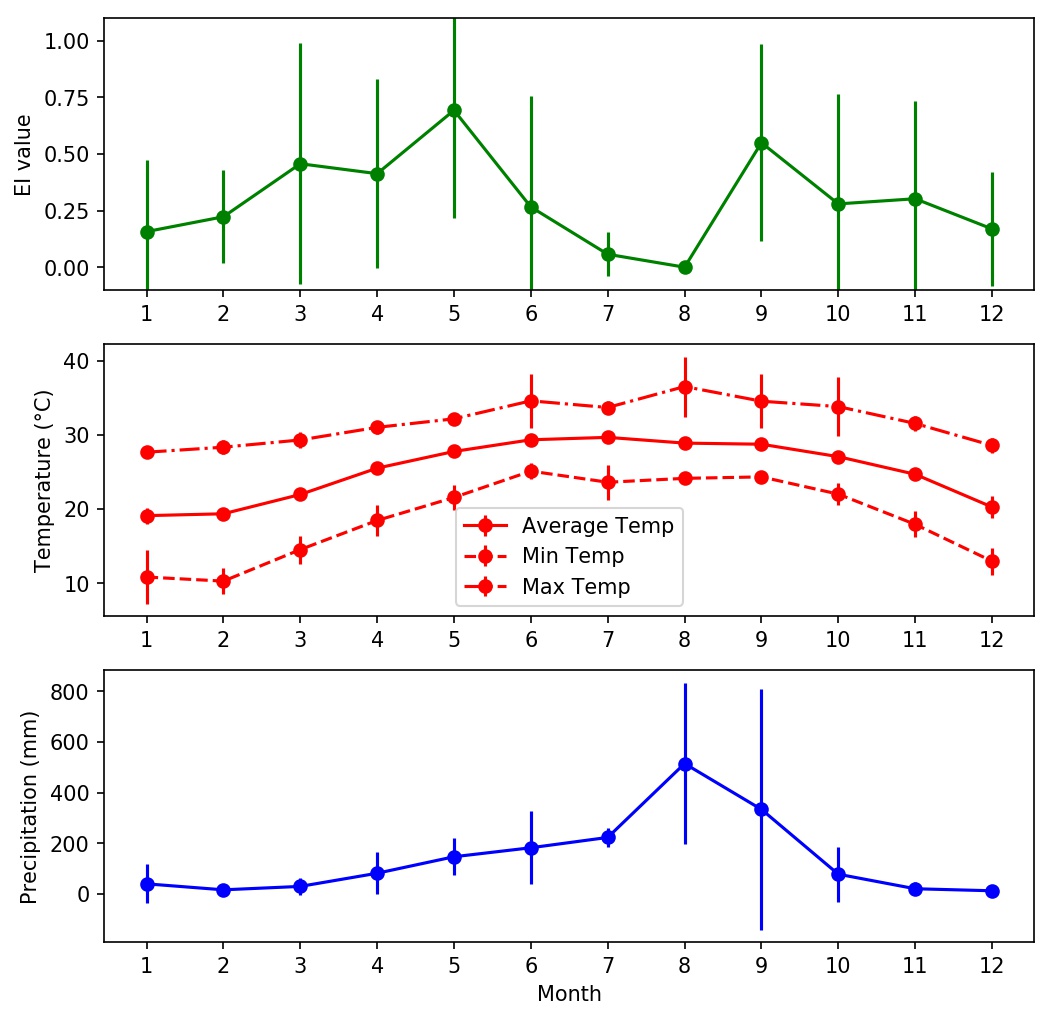 EI value
1.00
0.75
0.50
0.25
0.00
1 2 3 4 5 6 7 8 9 10 11 12
Temperature (°C)
40
30
20
10
Average Temp
Min Temp
Max Temp
1 2 3 4 5 6 7 8 9 10 11 12
Precipitation (mm)
800
600
400
200
0
1 2 3 4 5 6 7 8 9 10 11 12
Month